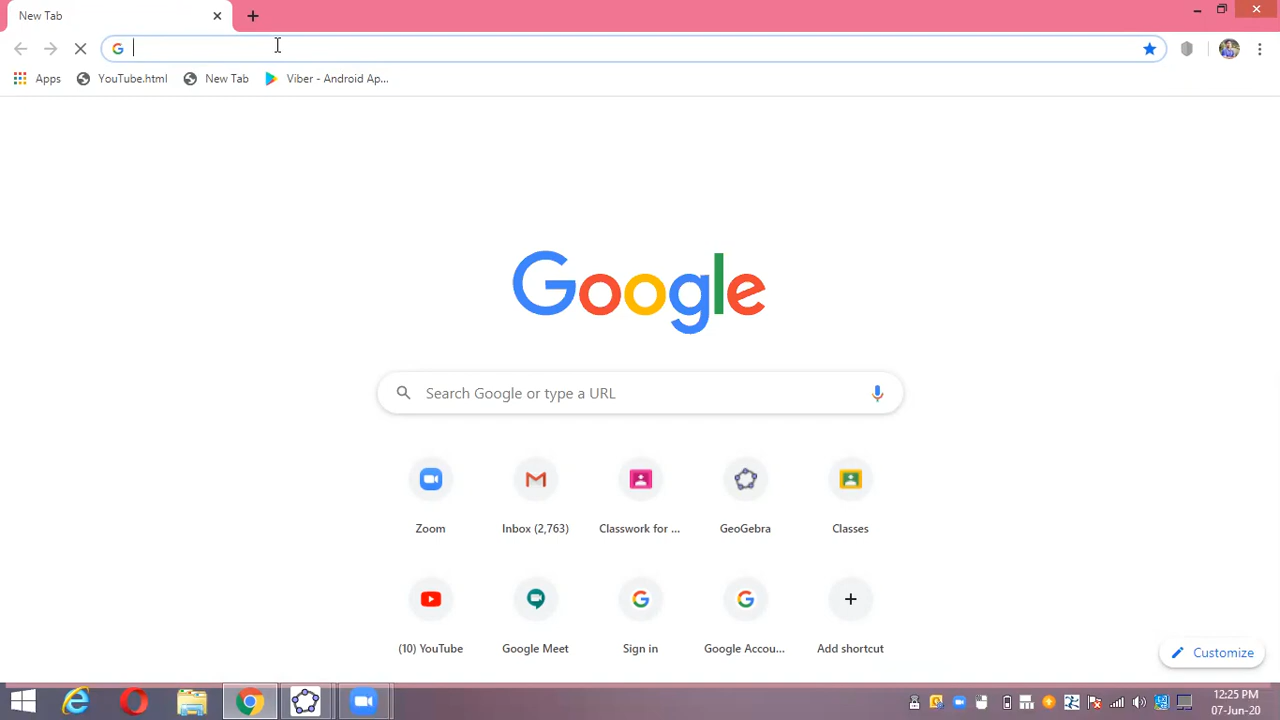 New Tab
Apps YouTube.html New Tab Viber - Android Ap...
Google
Search Google or type a URL
Zoom Inbox (2,763) Classwork for ... GeoGebra Classes
(10) YouTube Google Meet Sign in Google Accou... Add shortcut
Customize
12:25 PM
07-Jun-20